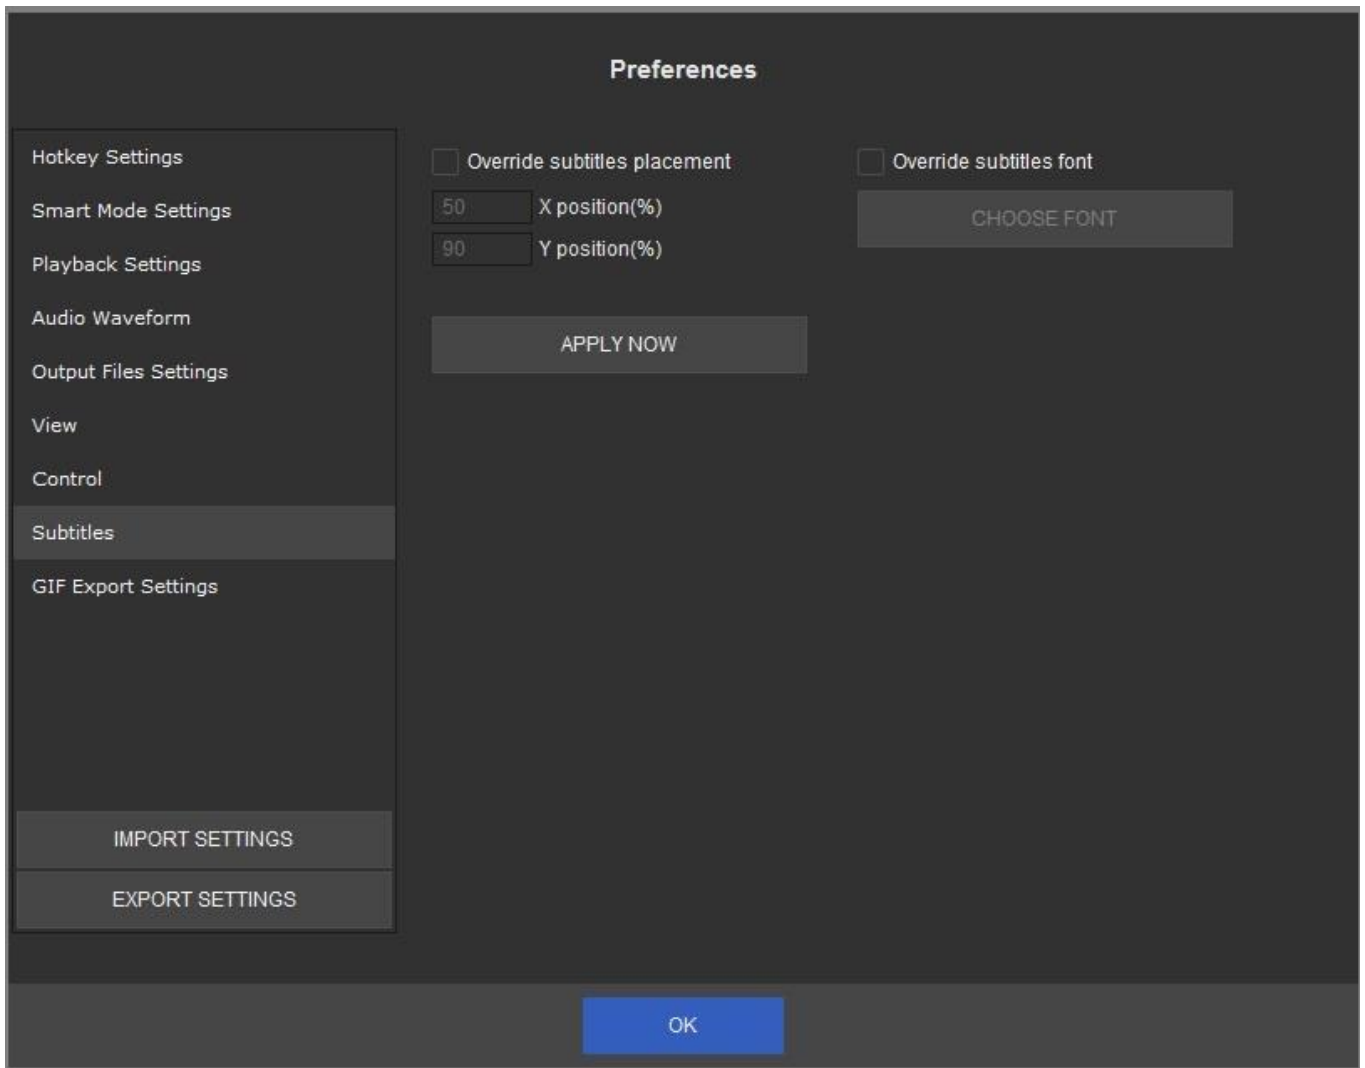 Preferences
Hotkey Settings
Smart Mode Settings
Playback Settings
Audio Waveform
Output Files Settings
View
Control
Subtitles
GIF Export Settings
IMPORT SETTINGS
EXPORT SETTINGS
Override subtitles placement
50 X position(%)
90 Y position(%)
APPLY NOW
Override subtitles font
CHOOSE FONT
OK